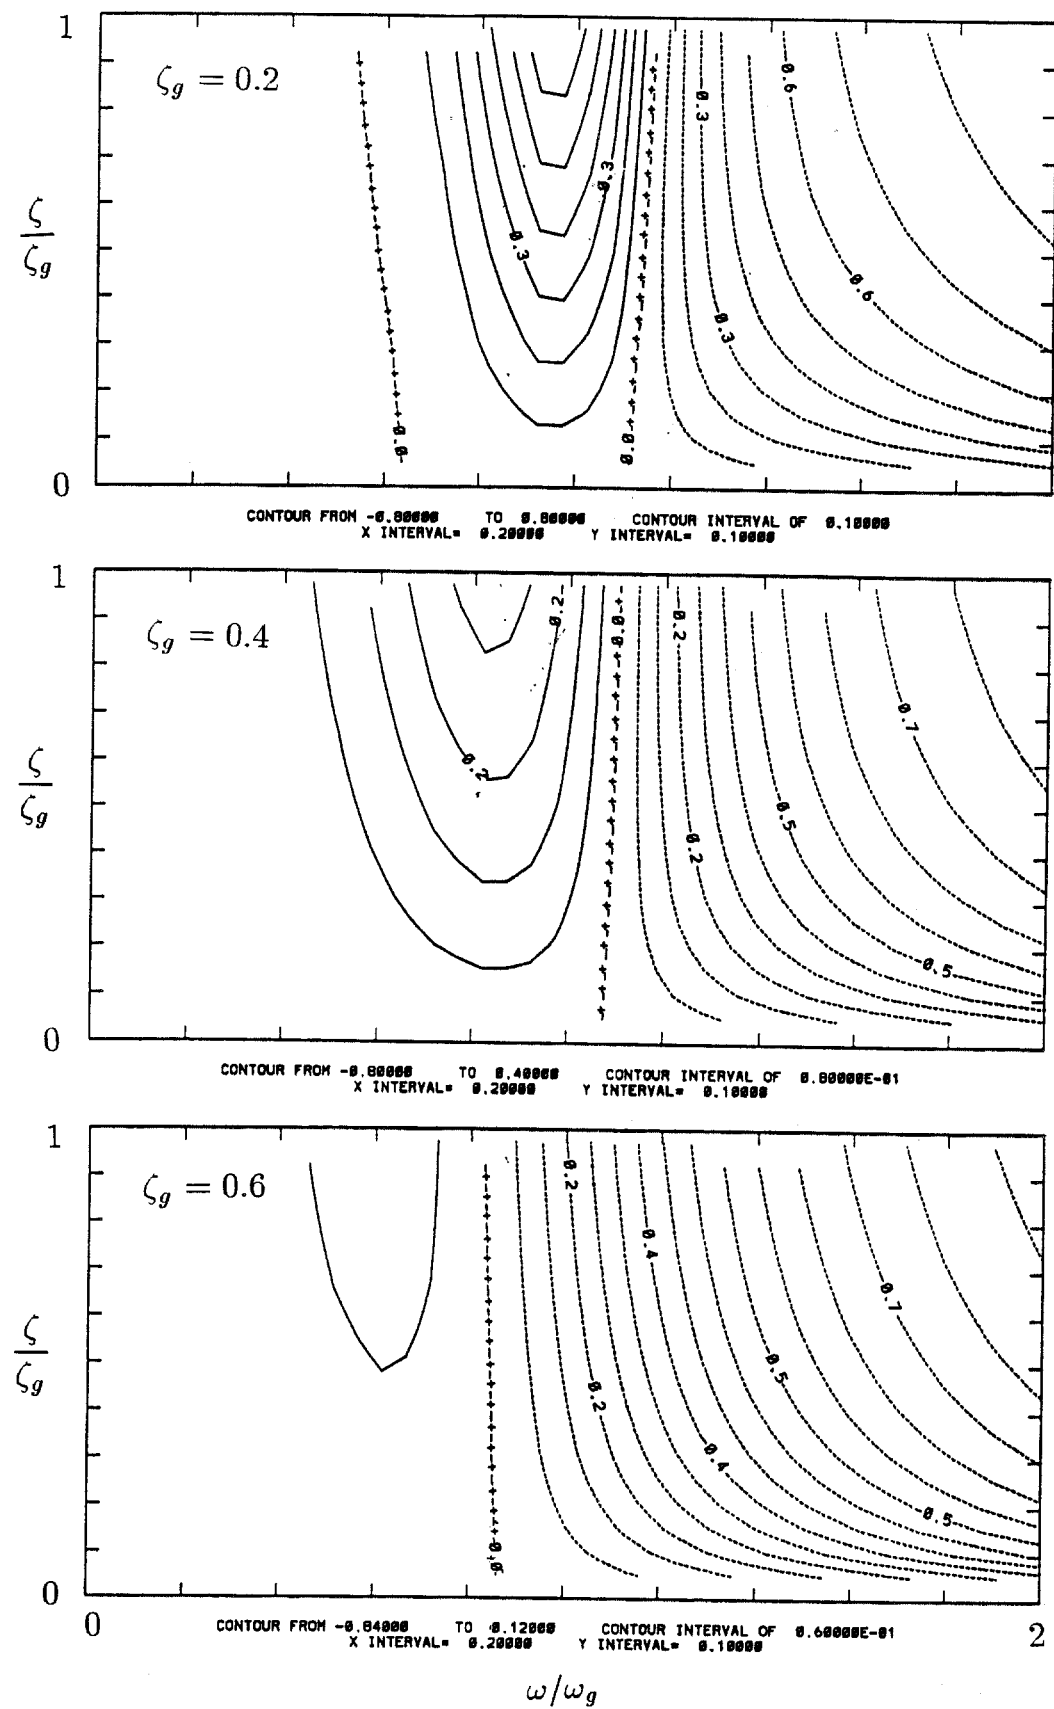 1
ζg = 0.2
0.6
0.3
0.3
0.3
0.6
0.3
ζ/ζg
0.0
0.0
0
CONTOUR FROM -0.80000 TO 0.80000 CONTOUR INTERVAL OF 0.10000
X INTERVAL= 0.20000 Y INTERVAL= 0.10000
1
ζg = 0.4
0.2
0.0
0.2
0.7
0.2
0.5
ζ/ζg
0.2
0.5
0
CONTOUR FROM -0.80000 TO 0.40000 CONTOUR INTERVAL OF 0.80000E-01
X INTERVAL= 0.20000 Y INTERVAL= 0.10000
1
ζg = 0.6
0.2
0.4
0.7
ζ/ζg
0.5
0.2
0.4
0.5
0.0
0
0
2
CONTOUR FROM -0.84000 TO 0.12000 CONTOUR INTERVAL OF 0.60000E-01
X INTERVAL= 0.20000 Y INTERVAL= 0.10000
ω/ωg